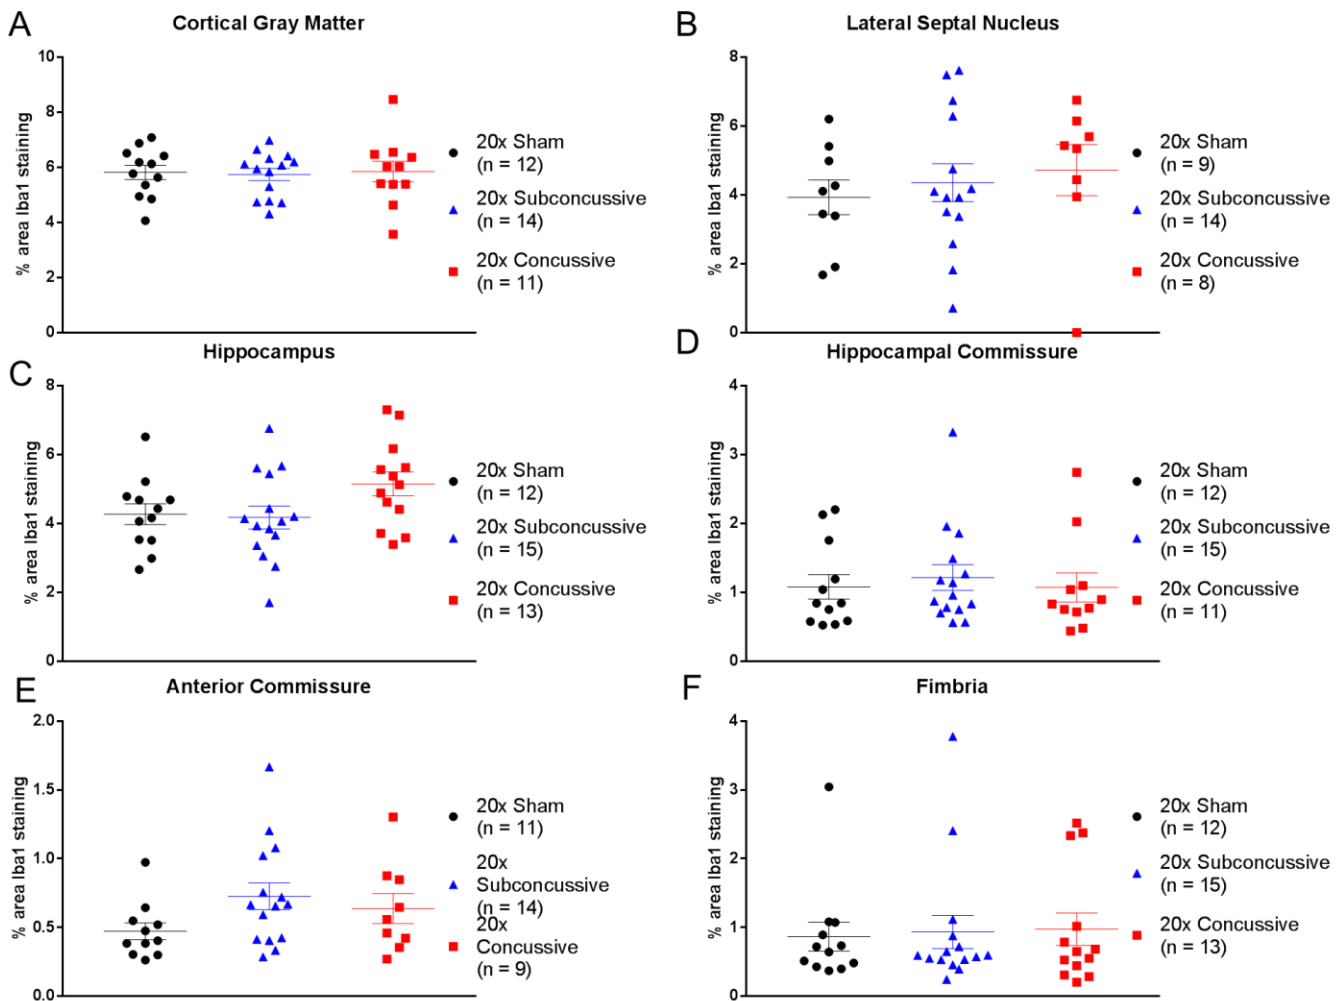 A
Cortical Gray Matter
% area Iba1 staining
10
8
6
4
2
0
20x Sham
(n = 12)
20x Subconcussive
(n = 14)
20x Concussive
(n = 11)
B
Lateral Septal Nucleus
% area Iba1 staining
8
6
4
2
0
20x Sham
(n = 9)
20x Subconcussive
(n = 14)
20x Concussive
(n = 8)
C
Hippocampus
% area Iba1 staining
8
6
4
2
0
20x Sham
(n = 12)
20x Subconcussive
(n = 15)
20x Concussive
(n = 13)
D
Hippocampal Commissure
% area Iba1 staining
4
3
2
1
0
20x Sham
(n = 12)
20x Subconcussive
(n = 15)
20x Concussive
(n = 11)
E
Anterior Commissure
% area Iba1 staining
2.0
1.5
1.0
0.5
0.0
20x Sham
(n = 11)
20x
Subconcussive
(n = 14)
20x
Concussive
(n = 9)
F
Fimbria
% area Iba1 staining
4
3
2
1
0
20x Sham
(n = 12)
20x Subconcussive
(n = 15)
20x Concussive
(n = 13)